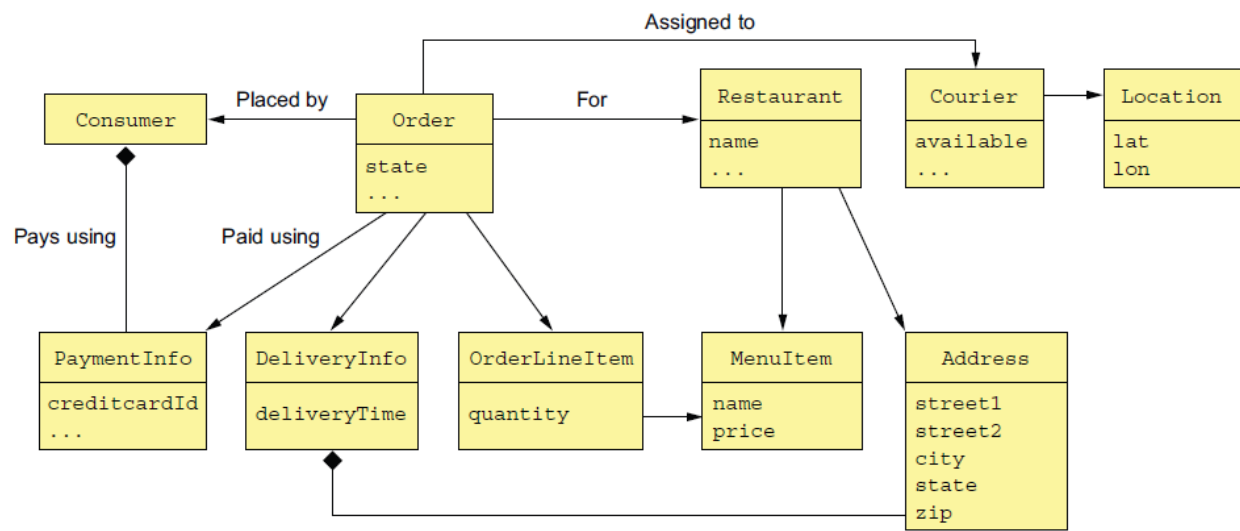 Assigned to
Consumer
Placed by
Order
state
...
For
Restaurant
name
...
Courier
available
...
Location
lat
lon
Pays using
Paid using
PaymentInfo
creditcardId
...
DeliveryInfo
deliveryTime
OrderLineItem
quantity
MenuItem
name
price
Address
street1
street2
city
state
zip